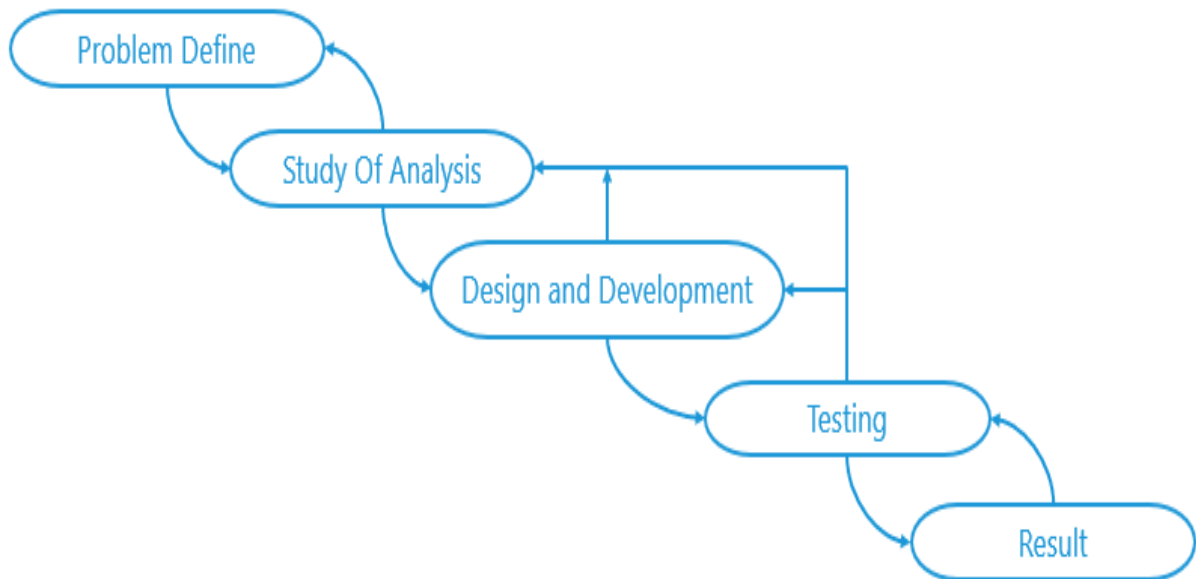 Problem Define
Study Of Analysis
Design and Development
Testing
Result